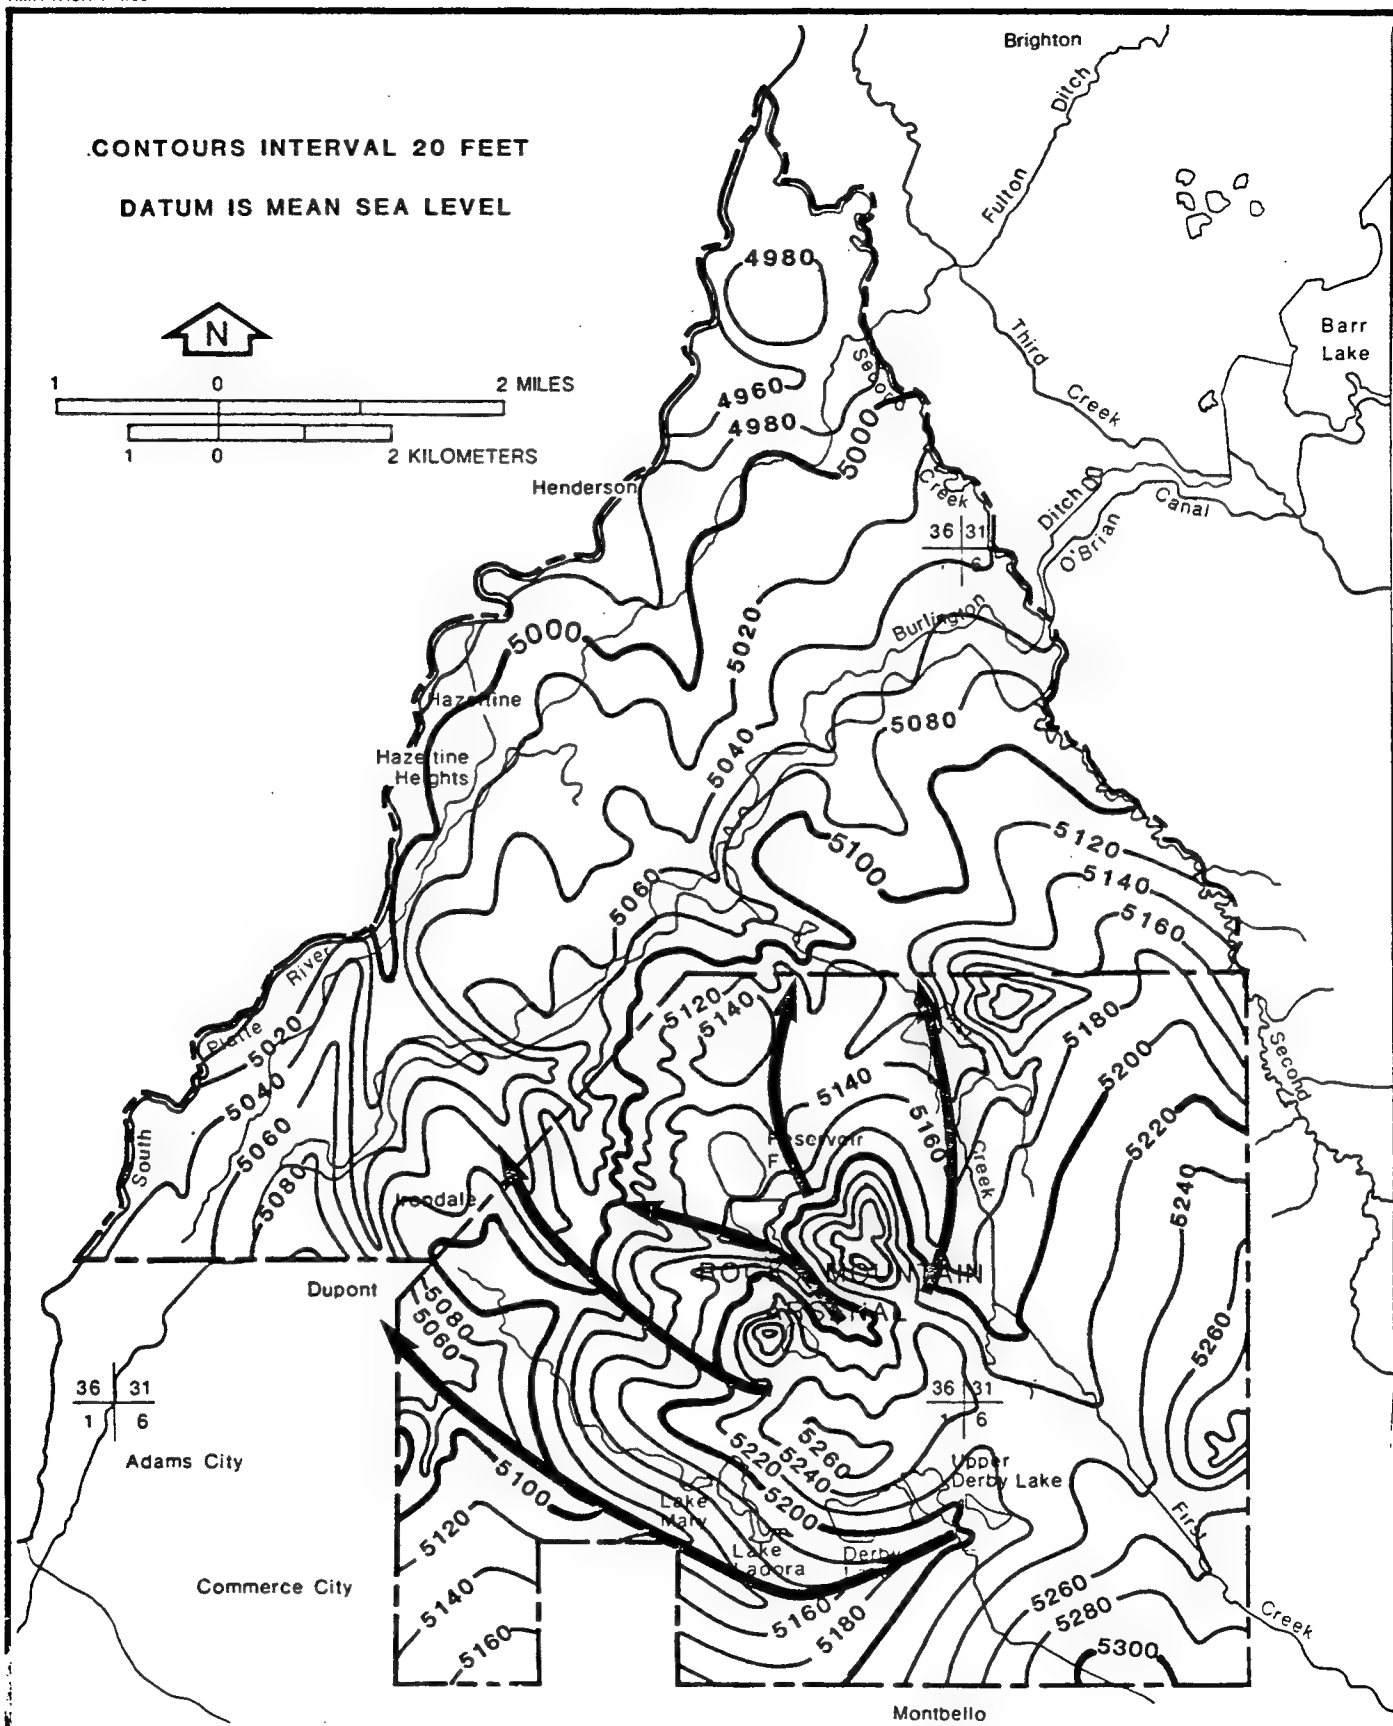 Brighton
Ditch
Fulton
CONTOURS INTERVAL 20 FEET
DATUM IS MEAN SEA LEVEL
4980
N
Third
Creek
Barr
Lake
1 0 2 MILES
1 0 2 KILOMETERS
Second
4960
4980
5000
Henderson
Creek
Ditch
Canal
O'Brian
36 31
6
Burlington
5000
5020
Hazeltine
5080
5040
Hazeltine
Heights
5100
5120
5140
5160
5060
River
Platte
5020
5120
5140
5180
5200
Second
5040
5140
5220
5060
5160
South
Reservoir
F
Creek
5080
5240
Irondale
ROCKY MOUNTAIN
ARSENAL
Dupont
5080
5060
5260
36 31
1 6
36 31
1 6
Adams City
5260
5240
5220
5200
Upper
Derby Lake
5100
Lake
Mary
First
5120
Lake
Ladora
Derby
Commerce City
5140
5160
5160
5180
5260
5280
5300
Creek
Montbello